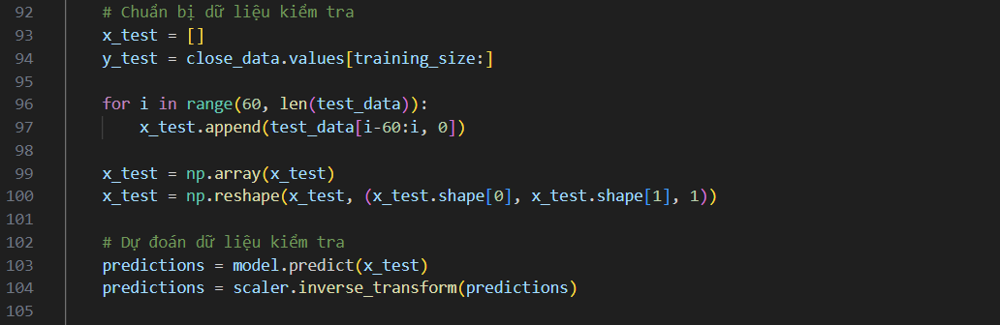 92 # Chuẩn bị dữ liệu kiểm tra
93 x_test = []
94 y_test = close_data.values[training_size:]
95
96 for i in range(60, len(test_data)):
97     x_test.append(test_data[i-60:i, 0])
98
99 x_test = np.array(x_test)
100 x_test = np.reshape(x_test, (x_test.shape[0], x_test.shape[1], 1))
101
102 # Dự đoán dữ liệu kiểm tra
103 predictions = model.predict(x_test)
104 predictions = scaler.inverse_transform(predictions)
105